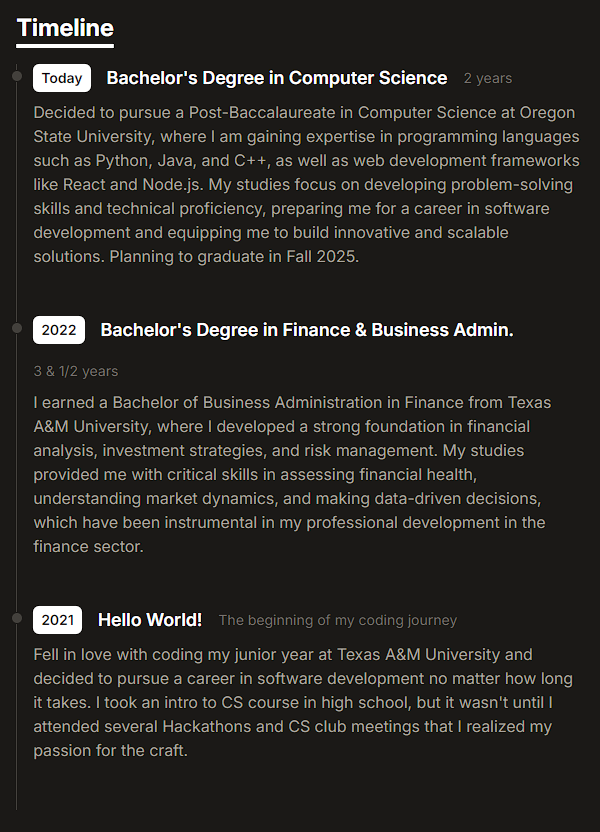 Timeline
Today Bachelor's Degree in Computer Science 2 years
Decided to pursue a Post-Baccalaureate in Computer Science at Oregon
State University, where I am gaining expertise in programming languages
such as Python, Java, and C++, as well as web development frameworks
like React and Node.js. My studies focus on developing problem-solving
skills and technical proficiency, preparing me for a career in software
development and equipping me to build innovative and scalable
solutions. Planning to graduate in Fall 2025.
2022 Bachelor's Degree in Finance & Business Admin.
3 & 1/2 years
I earned a Bachelor of Business Administration in Finance from Texas
A&M University, where I developed a strong foundation in financial
analysis, investment strategies, and risk management. My studies
provided me with critical skills in assessing financial health,
understanding market dynamics, and making data-driven decisions,
which have been instrumental in my professional development in the
finance sector.
2021 Hello World! The beginning of my coding journey
Fell in love with coding my junior year at Texas A&M University and
decided to pursue a career in software development no matter how long
it takes. I took an intro to CS course in high school, but it wasn't until I
attended several Hackathons and CS club meetings that I realized my
passion for the craft.